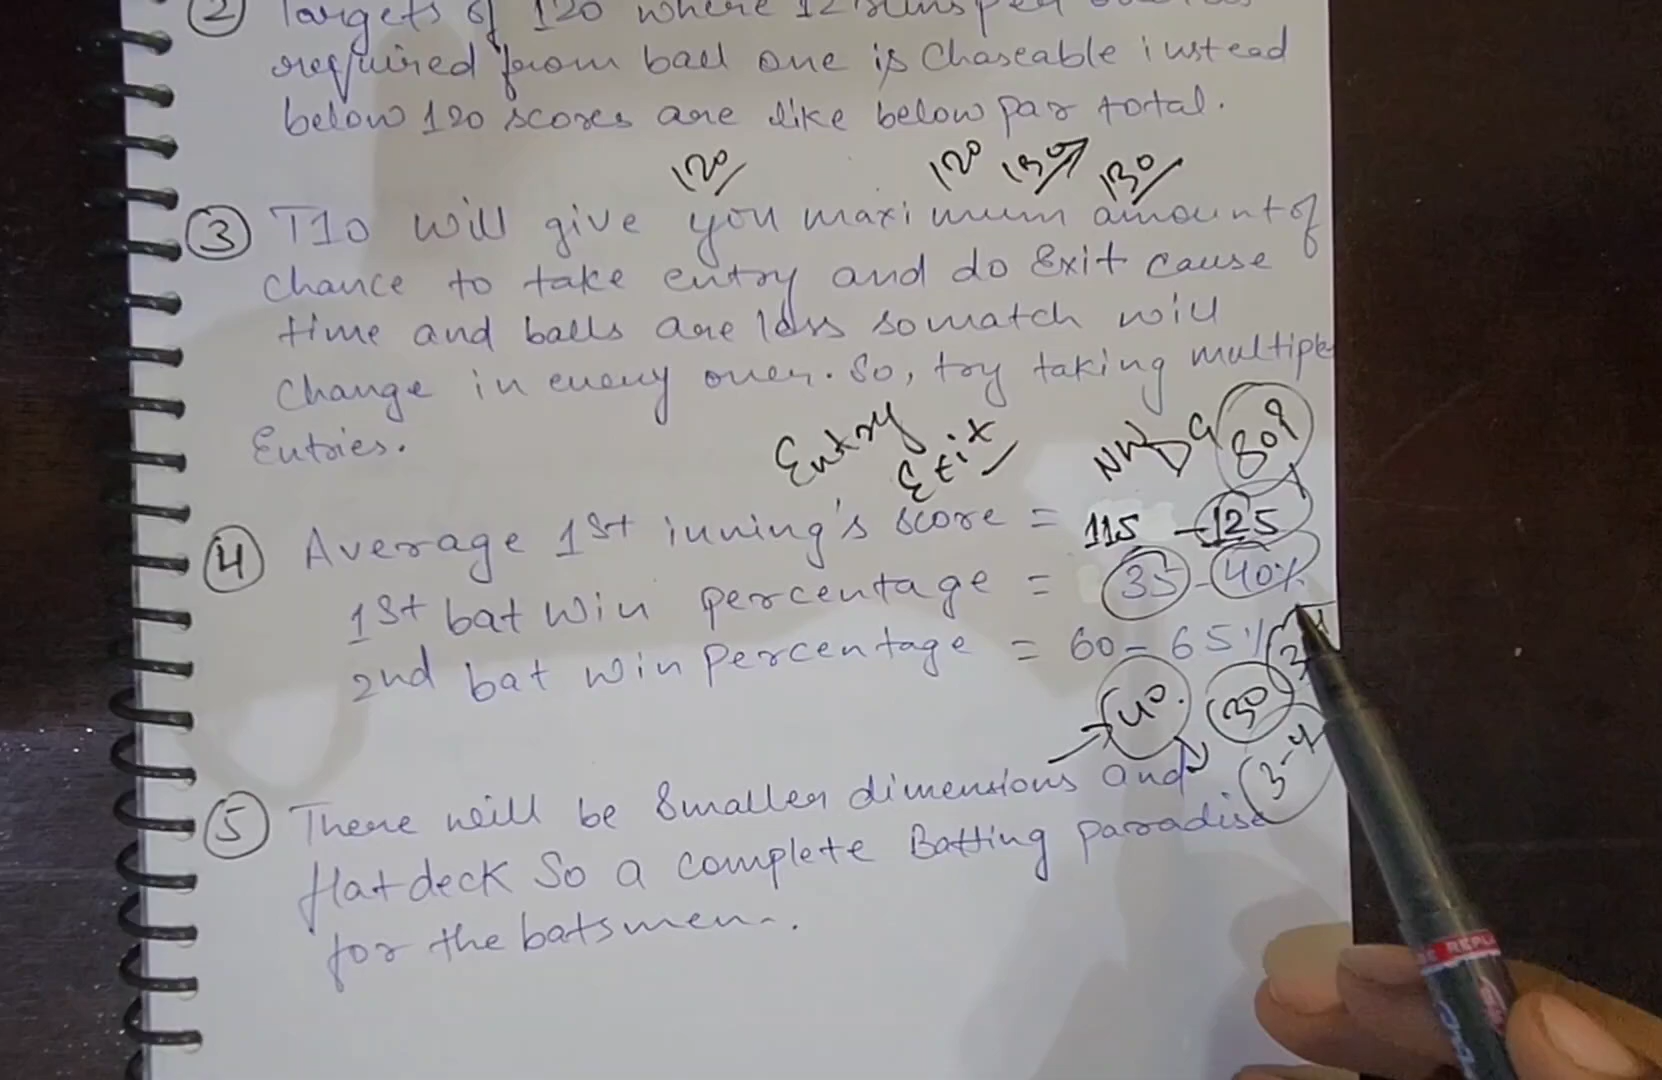 ② Targets of 120 where 12 runs per
required from ball one is Chaseable instead
below 120 scores are like below par total.
120 120 130 130
③ T10 will give you maximum amount of
chance to take entry and do Exit cause
time and balls are less so match will
change in every over. So, try taking multiple
Entries.
Entry
Exit
④ Average 1st inning's score = 115 - 125
1st bat win percentage = 35 - 40%
2nd bat win percentage = 60 - 65%
40. 30
3-4
⑤ There will be Smaller dimensions and
flat deck So a complete Batting paradise
for the batsmen.
REPL